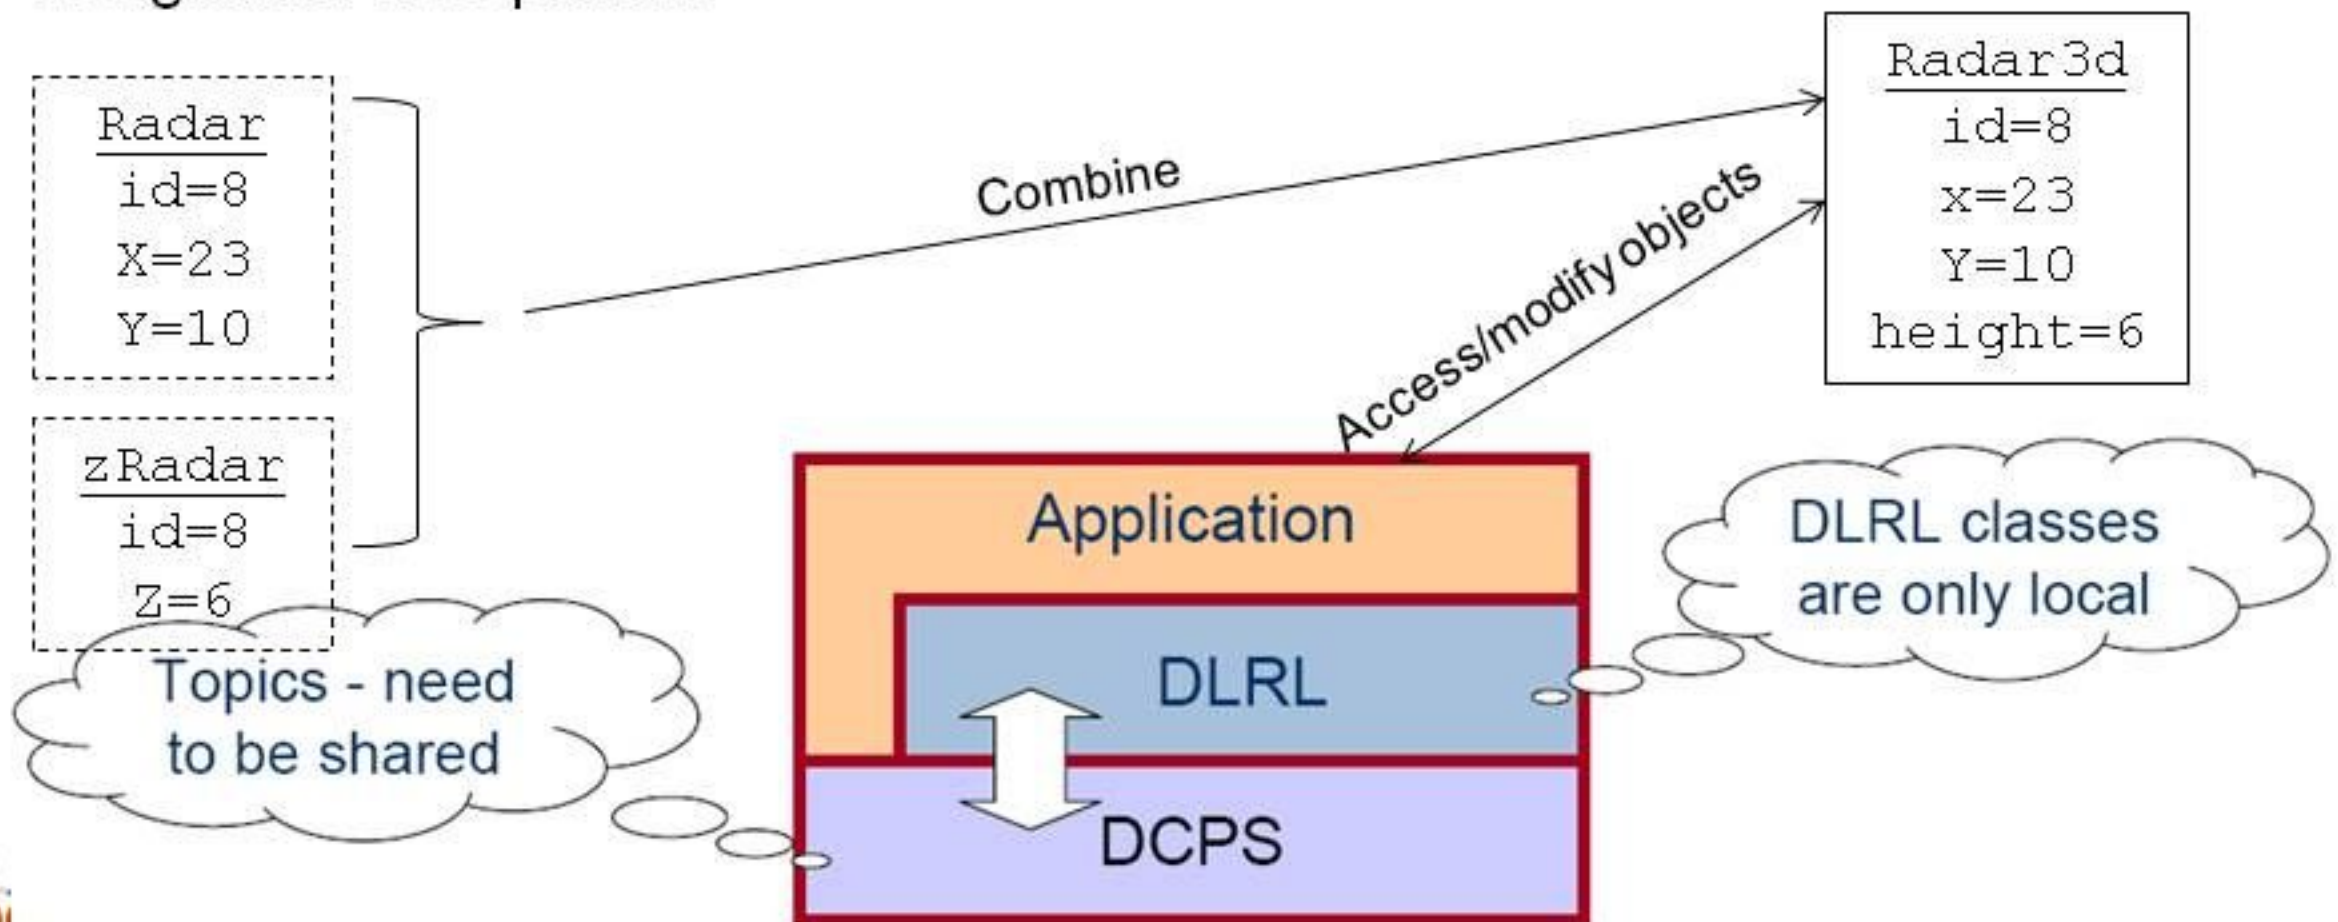 Radar
id=8
X=23
Y=10
zRadar
id=8
Z=6
Topics - need
to be shared
Combine
Access/modify objects
Radar3d
id=8
x=23
Y=10
height=6
Application
DLRL
DCPS
DLRL classes
are only local